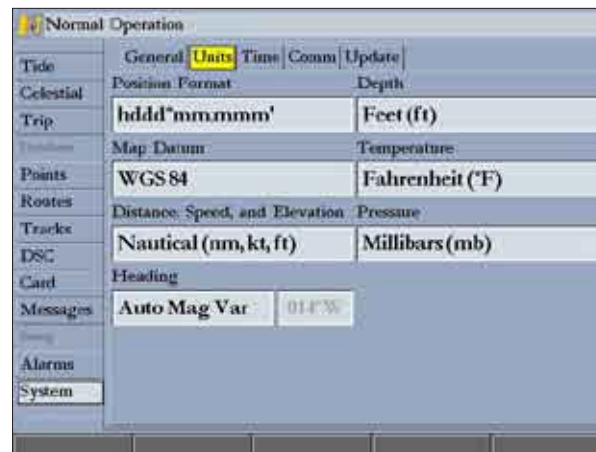 Normal Operation
General Units Time Comm Update
Tide
Celestial
Trip
Points
Routes
Tracks
DSC
Card
Messages
Alarms
System
Position Format
hddd°mm.mmm'
Depth
Feet (ft)
Map Datum
WGS 84
Temperature
Fahrenheit (°F)
Distance, Speed, and Elevation
Nautical (nm, kt, ft)
Pressure
Millibars (mb)
Heading
Auto Mag Var
014°W